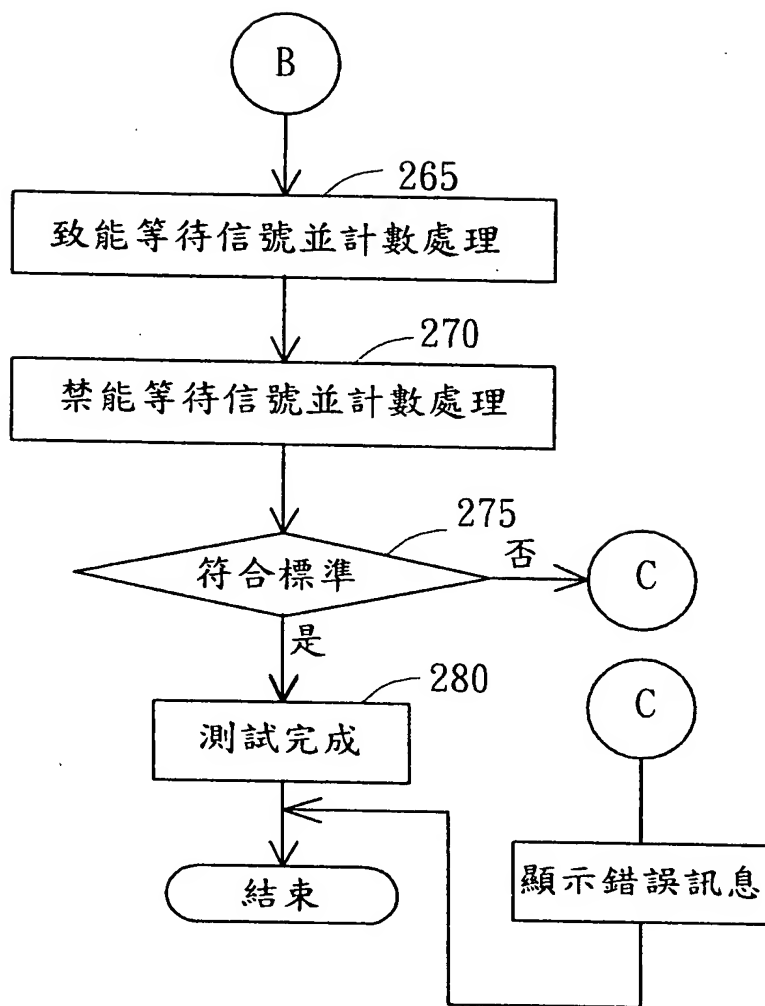 B
265
致能等待信號並計數處理
270
禁能等待信號並計數處理
275
符合標準
否
C
是
280
測試完成
C
顯示錯誤訊息
結束